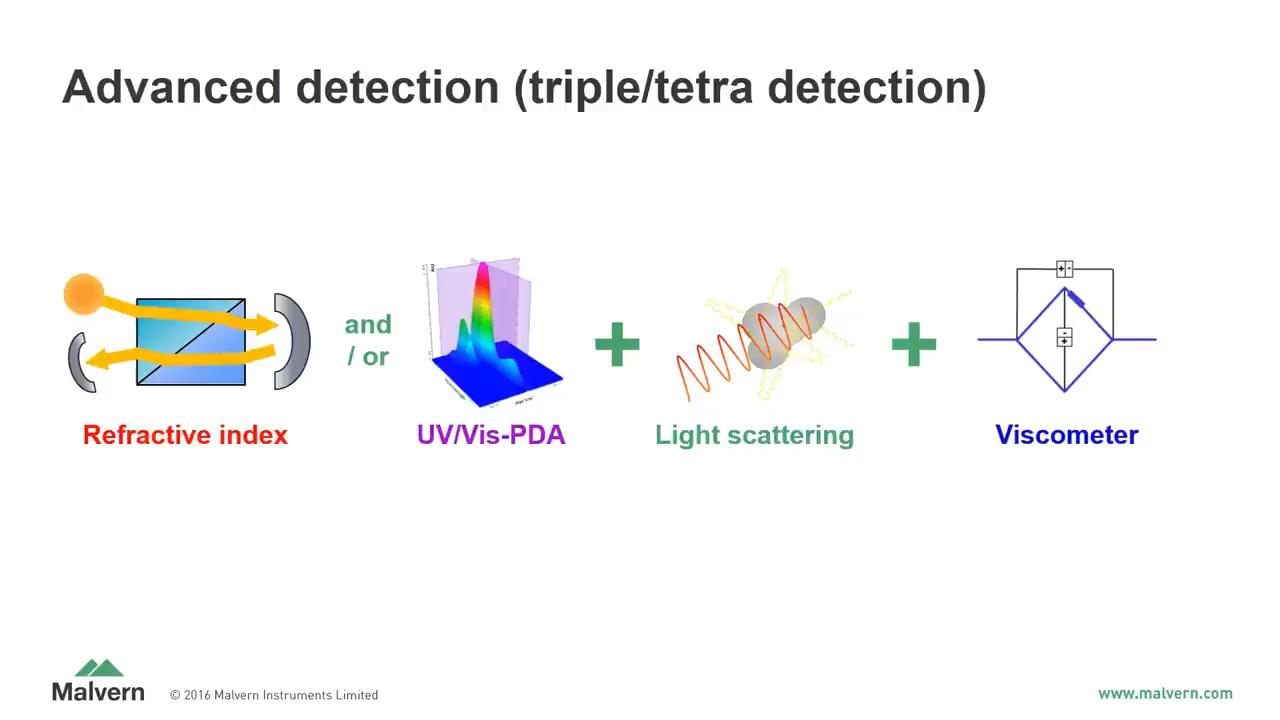 Advanced detection (triple/tetra detection)
and
/ or
Refractive index
UV/Vis-PDA
Light scattering
Viscometer
Malvern
© 2016 Malvern Instruments Limited
www.malvern.com